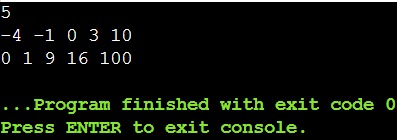 5
-4 -1 0 3 10
0 1 9 16 100
...Program finished with exit code 0
Press ENTER to exit console.